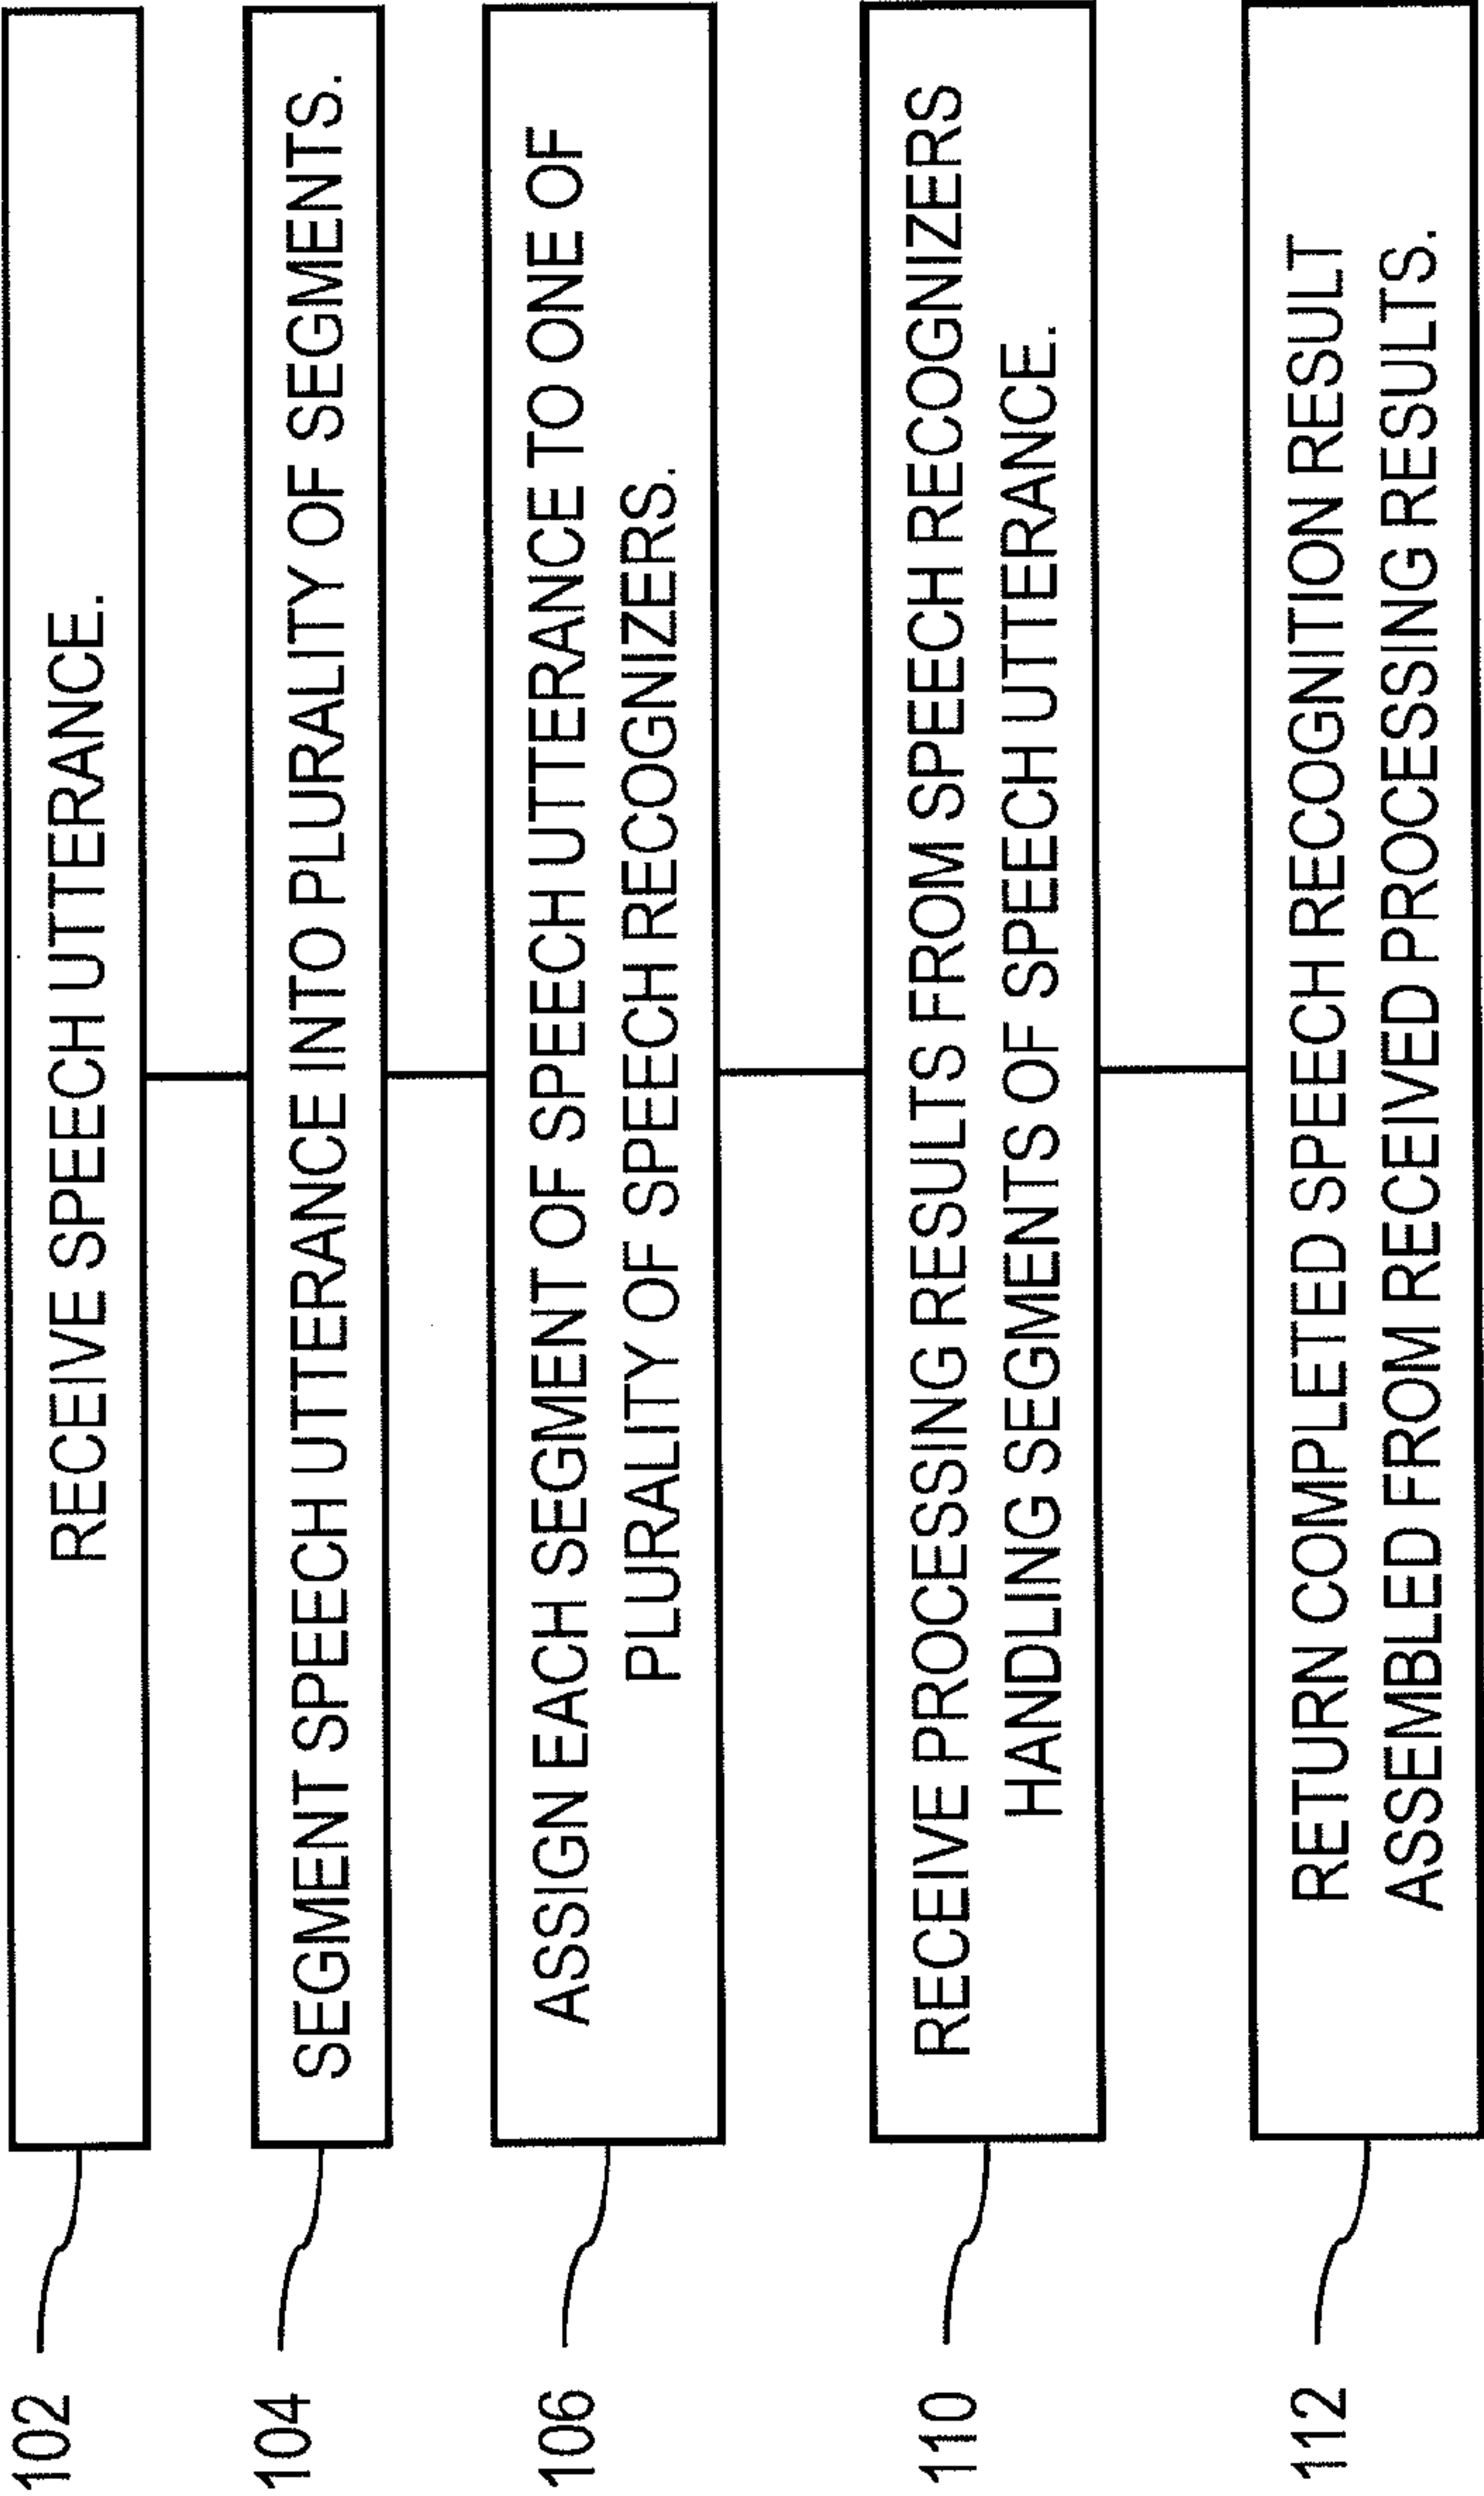 102
RECEIVE SPEECH UTTERANCE.
104
SEGMENT SPEECH UTTERANCE INTO PLURALITY OF SEGMENTS.
106
ASSIGN EACH SEGMENT OF SPEECH UTTERANCE TO ONE OF
PLURALITY OF SPEECH RECOGNIZERS.
110
RECEIVE PROCESSING RESULTS FROM SPEECH RECOGNIZERS
HANDLING SEGMENTS OF SPEECH UTTERANCE.
112
RETURN COMPLETED SPEECH RECOGNITION RESULT
ASSEMBLED FROM RECEIVED PROCESSING RESULTS.